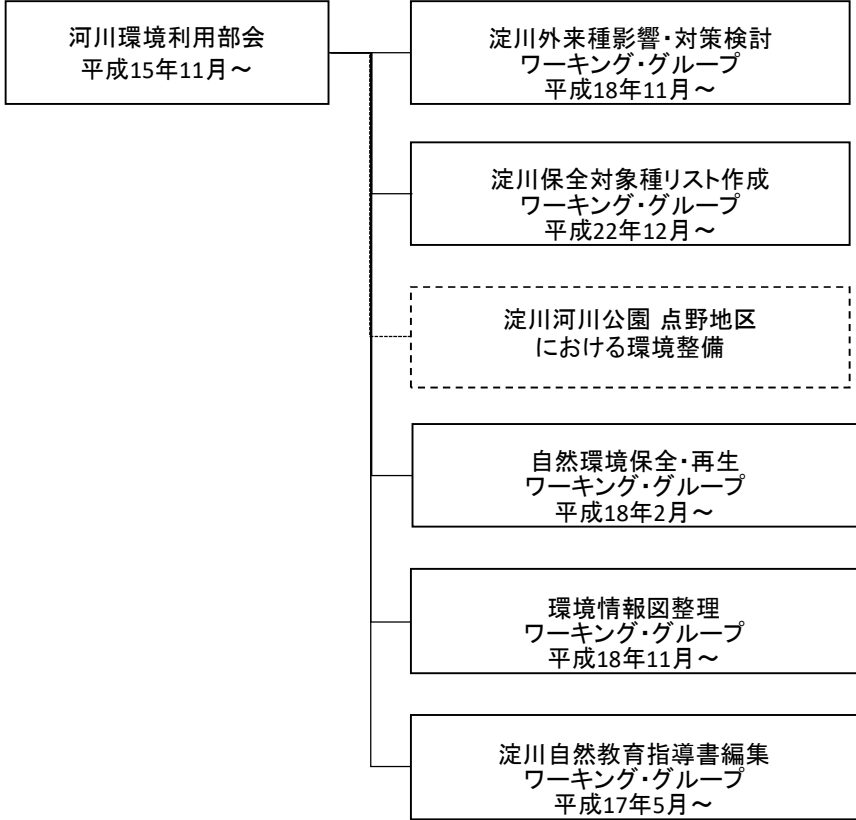 河川環境利用部会
平成15年11月～
淀川外来種影響・対策検討
ワーキング・グループ
平成18年11月～
淀川保全対象種リスト作成
ワーキング・グループ
平成22年12月～
淀川河川公園 点野地区
における環境整備
自然環境保全・再生
ワーキング・グループ
平成18年2月～
環境情報図整理
ワーキング・グループ
平成18年11月～
淀川自然教育指導書編集
ワーキング・グループ
平成17年5月～